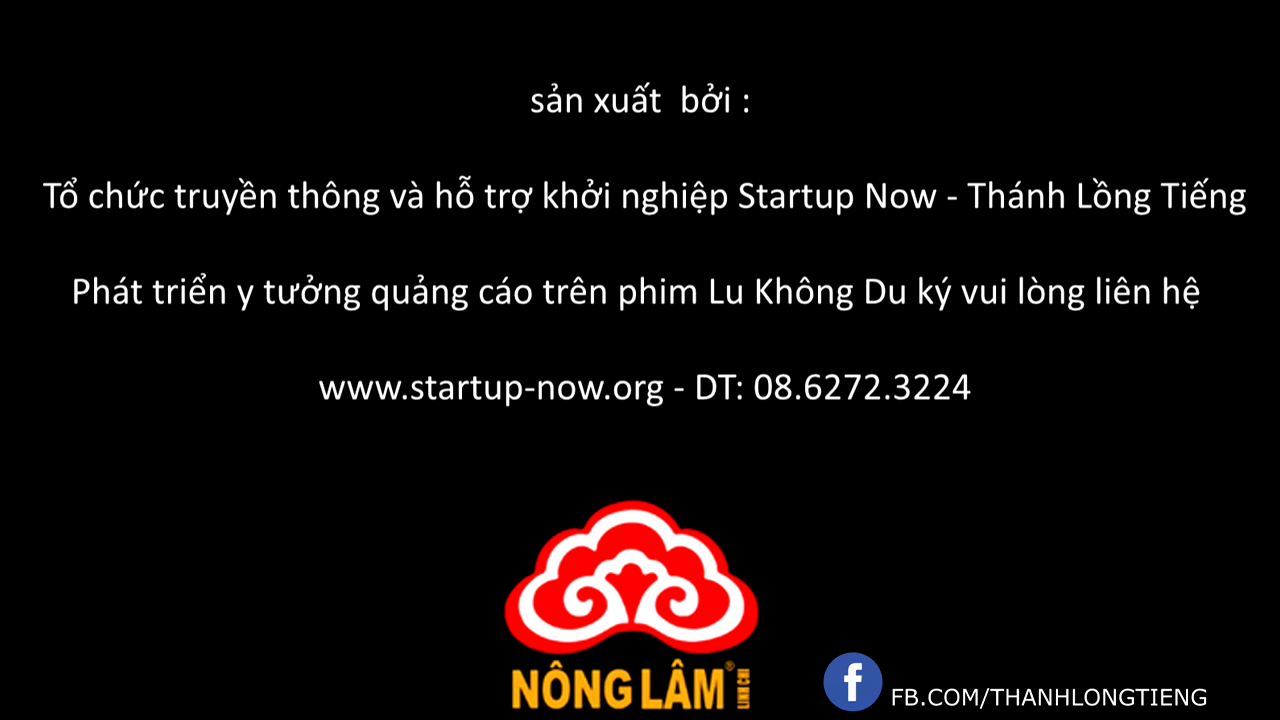 sản xuất bởi :
Tổ chức truyền thông và hỗ trợ khởi nghiệp Startup Now - Thánh Lồng Tiếng
Phát triển y tưởng quảng cáo trên phim Lu Không Du ký vui lòng liên hệ
www.startup-now.org - DT: 08.6272.3224
NÔNG LÂM® LINH CHI
f FB.COM/THANHLONGTIENG